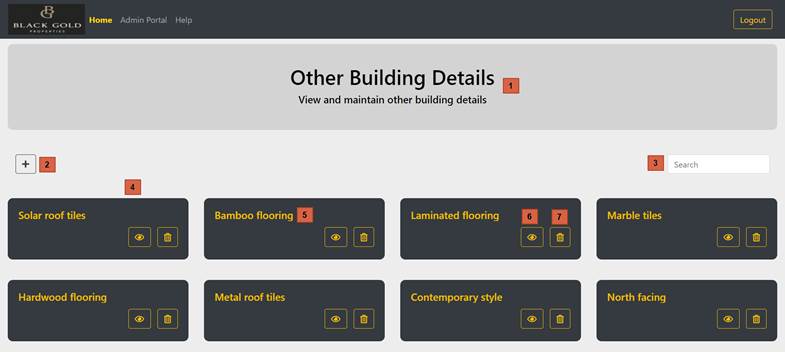 BG
BLACK GOLD
PROPERTIES
Home Admin Portal Help
Logout
Other Building Details
1
View and maintain other building details
+ 2
3 Search
4
Solar roof tiles
Bamboo flooring 5
Laminated flooring 6 7
Marble tiles
Hardwood flooring
Metal roof tiles
Contemporary style
North facing